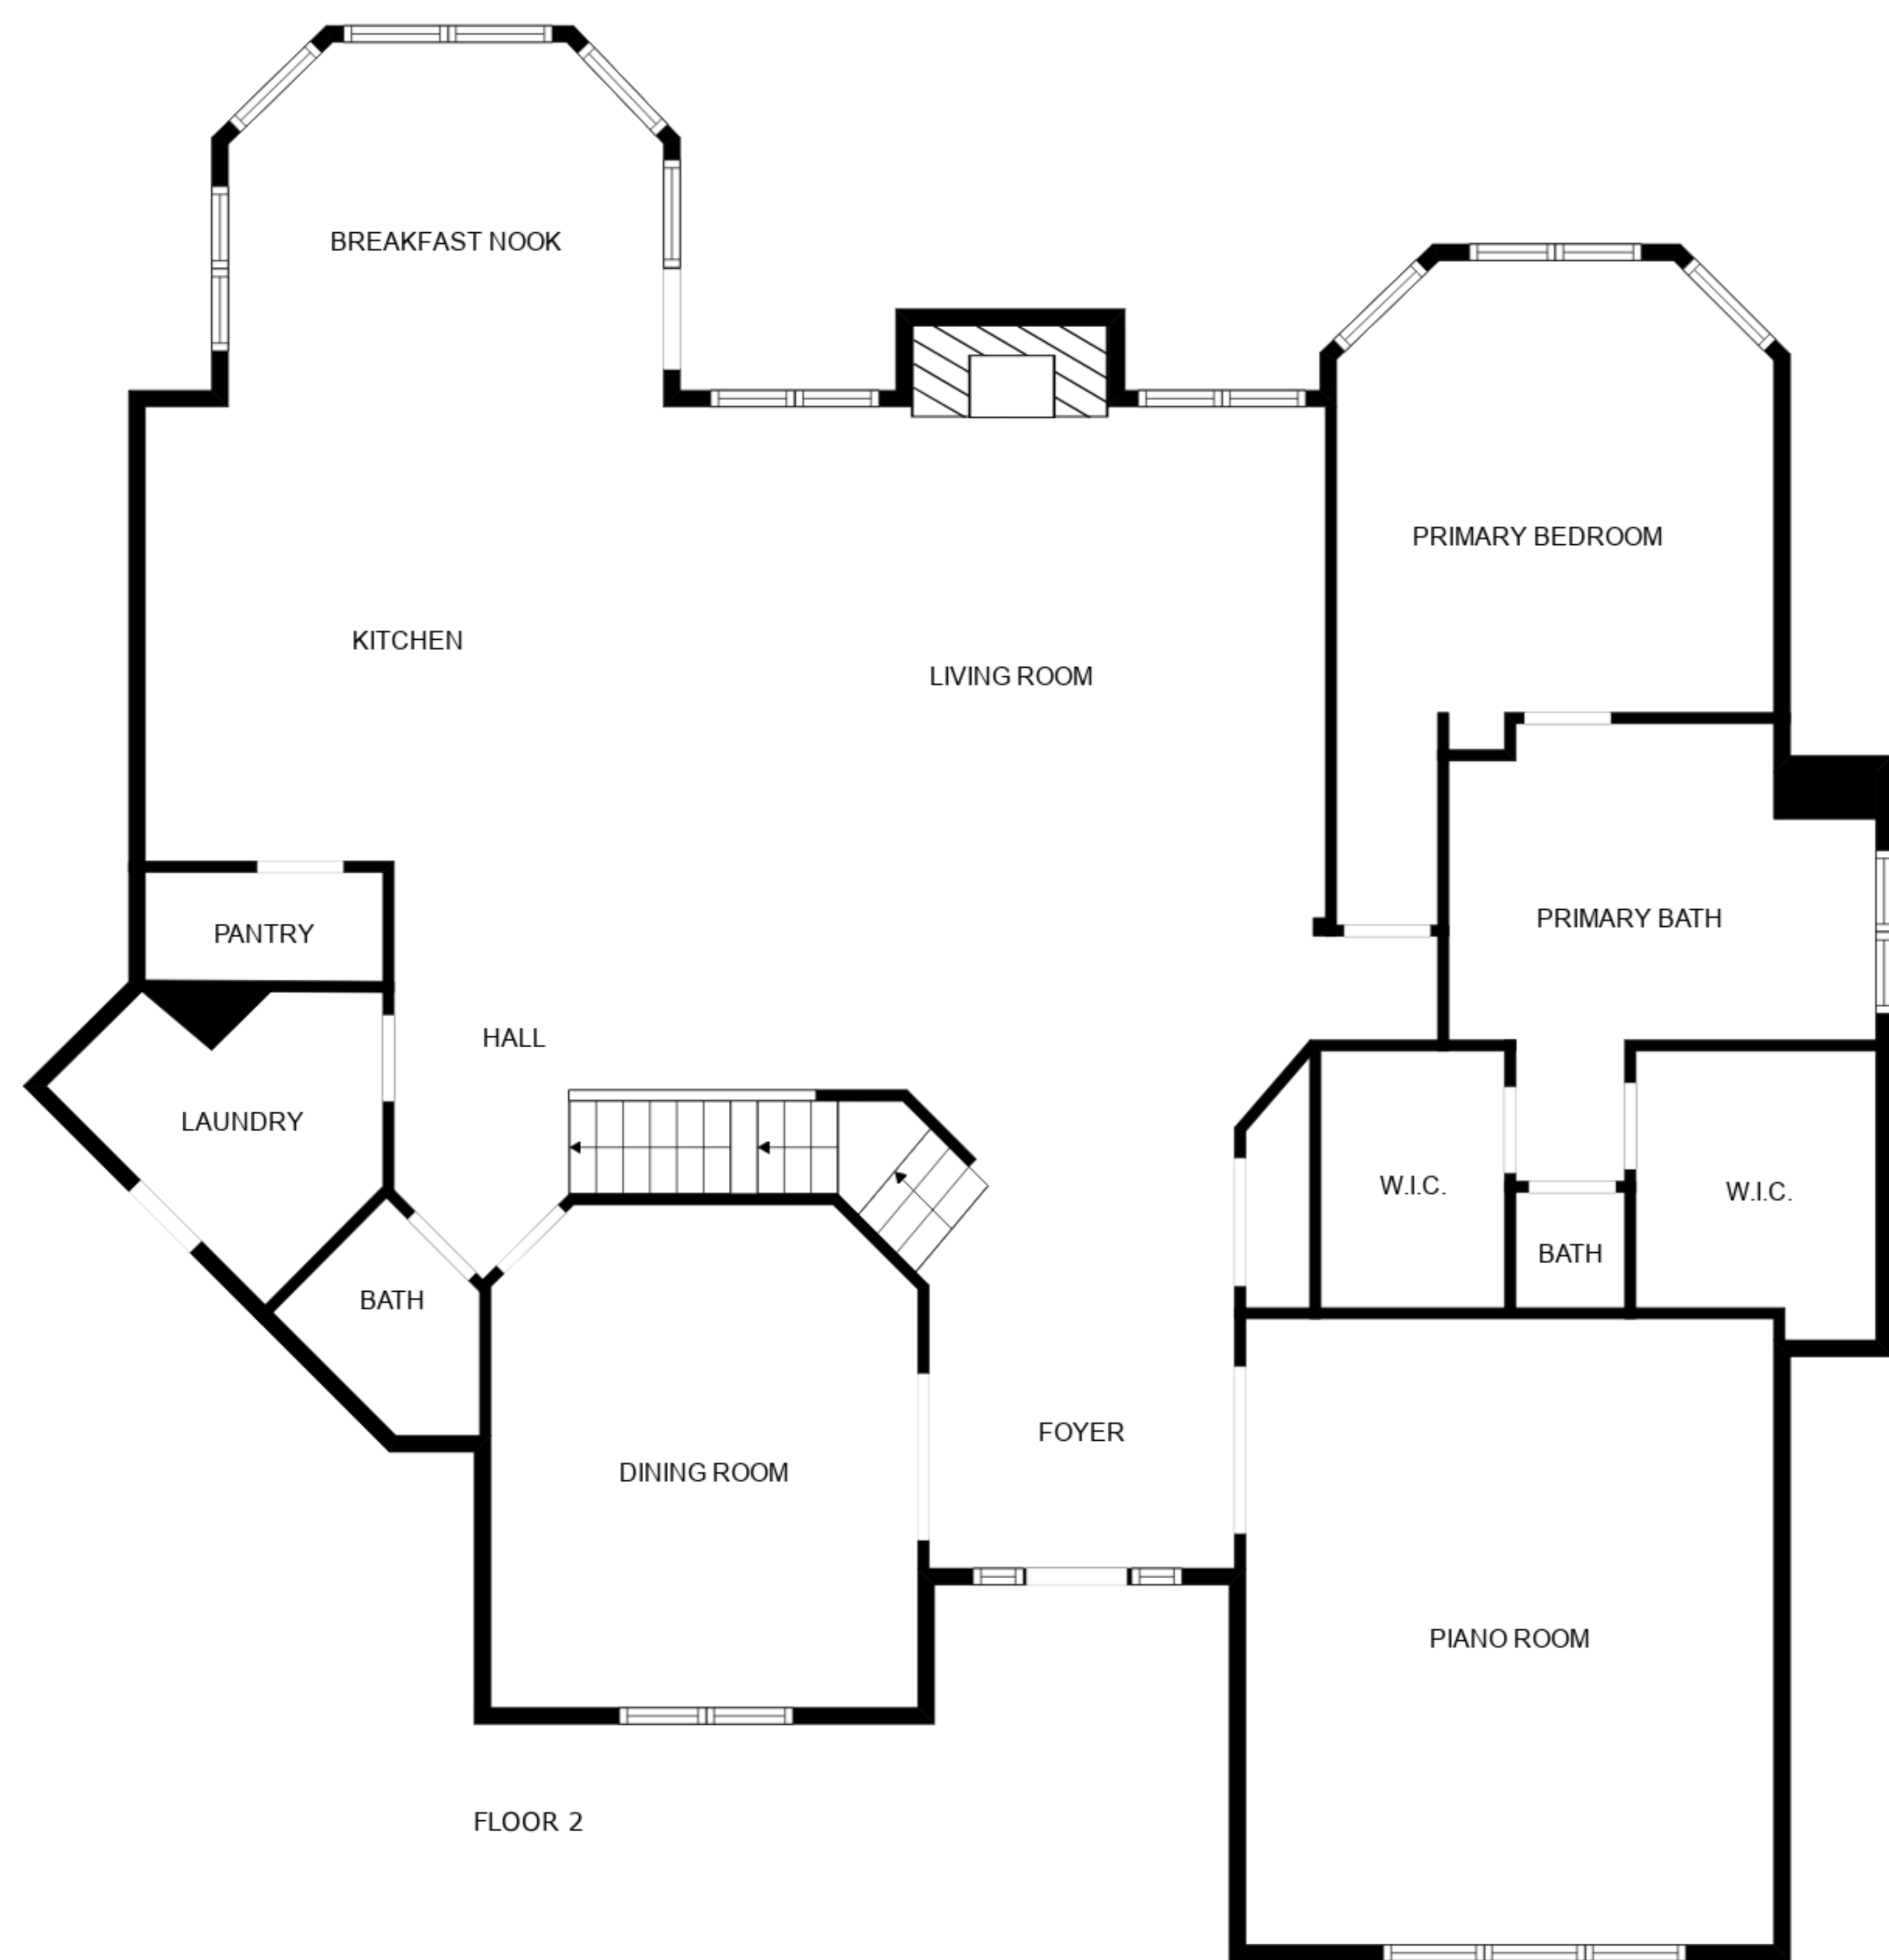 BREAKFAST NOOK
PRIMARY BEDROOM
KITCHEN
LIVING ROOM
PANTRY
PRIMARY BATH
HALL
LAUNDRY
W.I.C.
W.I.C.
BATH
BATH
FOYER
DINING ROOM
PIANO ROOM
FLOOR 2